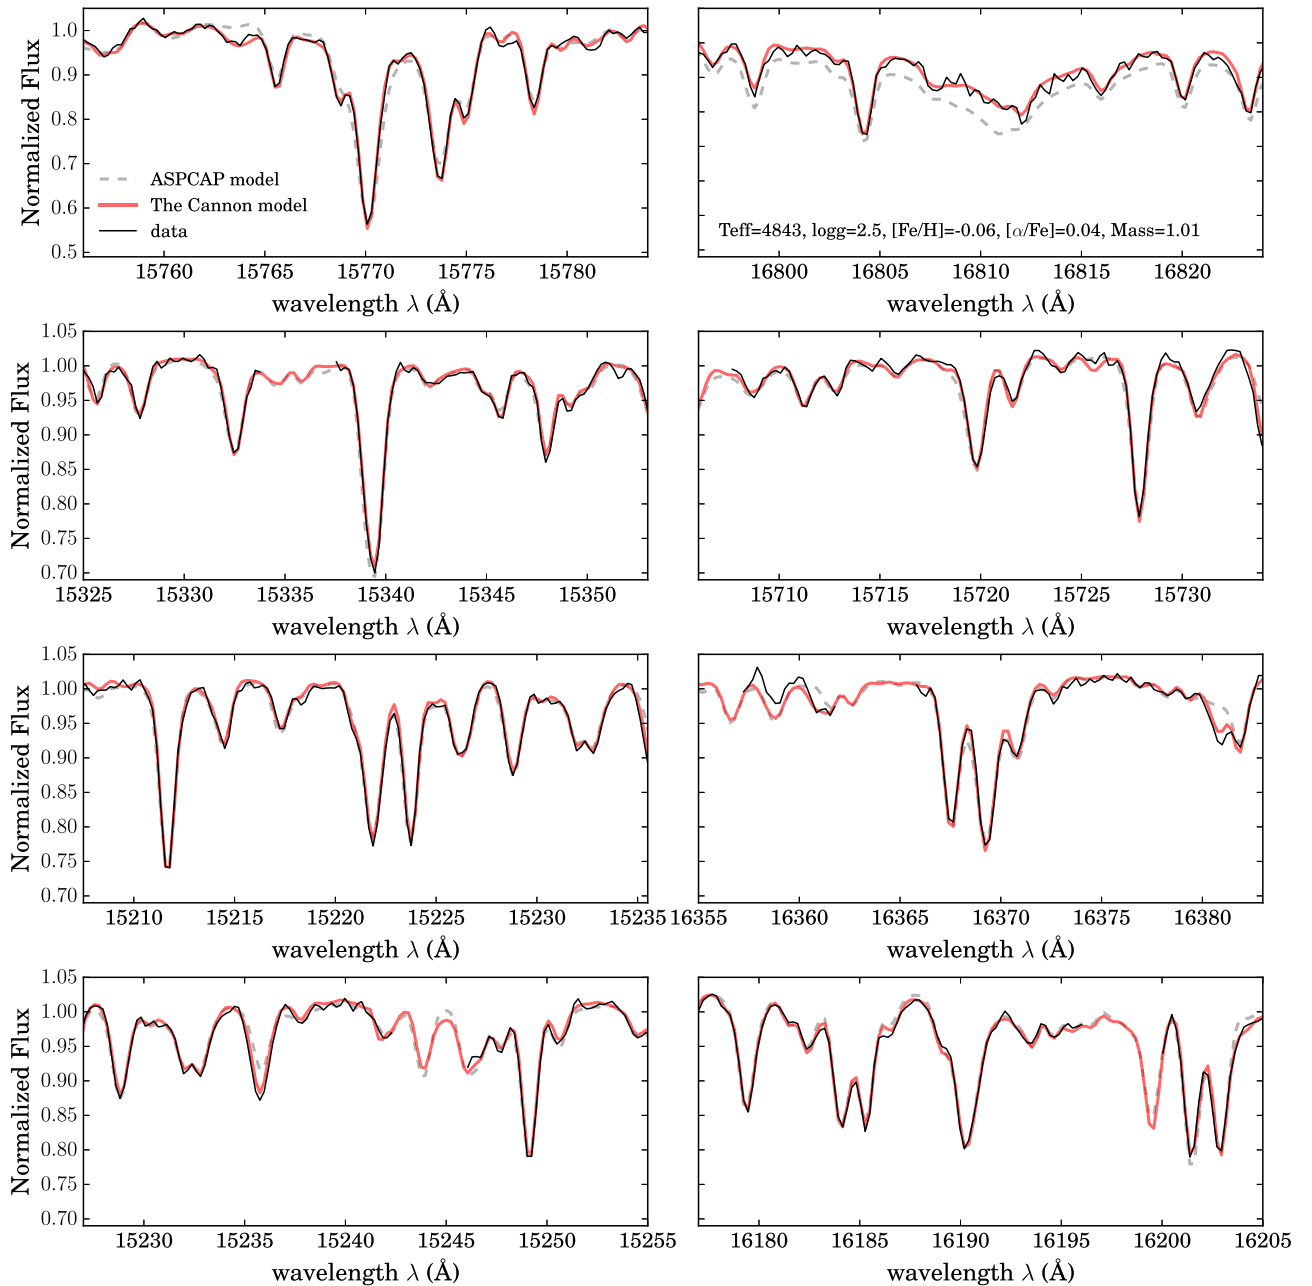 1.0
0.9
0.8
0.7
0.6
0.5
Normalized Flux
ASPCAP model
The Cannon model
data
15760 15765 15770 15775 15780
wavelength λ (Å)
Teff=4843, logg=2.5, [Fe/H]=-0.06, [α/Fe]=0.04, Mass=1.01
16800 16805 16810 16815 16820
wavelength λ (Å)
1.05
1.00
0.95
0.90
0.85
0.80
0.75
0.70
Normalized Flux
15325 15330 15335 15340 15345 15350
wavelength λ (Å)
15710 15715 15720 15725 15730
wavelength λ (Å)
1.05
1.00
0.95
0.90
0.85
0.80
0.75
0.70
Normalized Flux
15210 15215 15220 15225 15230 15235
wavelength λ (Å)
16355 16360 16365 16370 16375 16380
wavelength λ (Å)
1.05
1.00
0.95
0.90
0.85
0.80
0.75
0.70
Normalized Flux
15230 15235 15240 15245 15250 15255
wavelength λ (Å)
16180 16185 16190 16195 16200 16205
wavelength λ (Å)